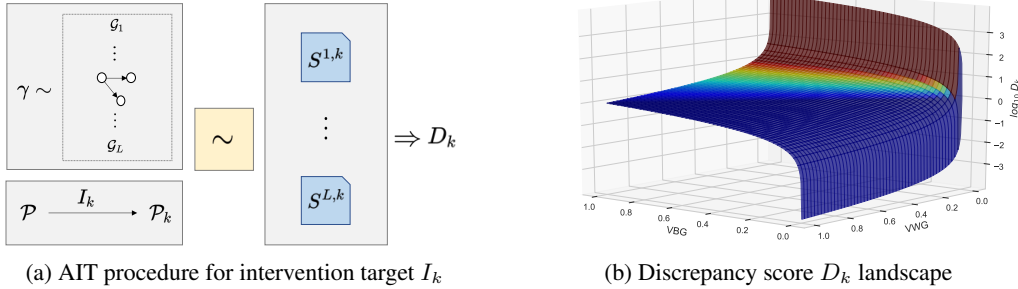 𝒢₁
⋮
γ ∼
⋮
𝒢_L
𝒫 I_k 𝒫_k
∼
S^{1,k}
⋮
S^{L,k}
⇒ D_k
(a) AIT procedure for intervention target I_k
3
2
1
0
−1
−2
−3
log₁₀ D_k
1.0
0.8
0.6
0.4
0.2
0.0
VBG
1.0
0.8
0.6
0.4
0.2
0.0
VWG
(b) Discrepancy score D_k landscape